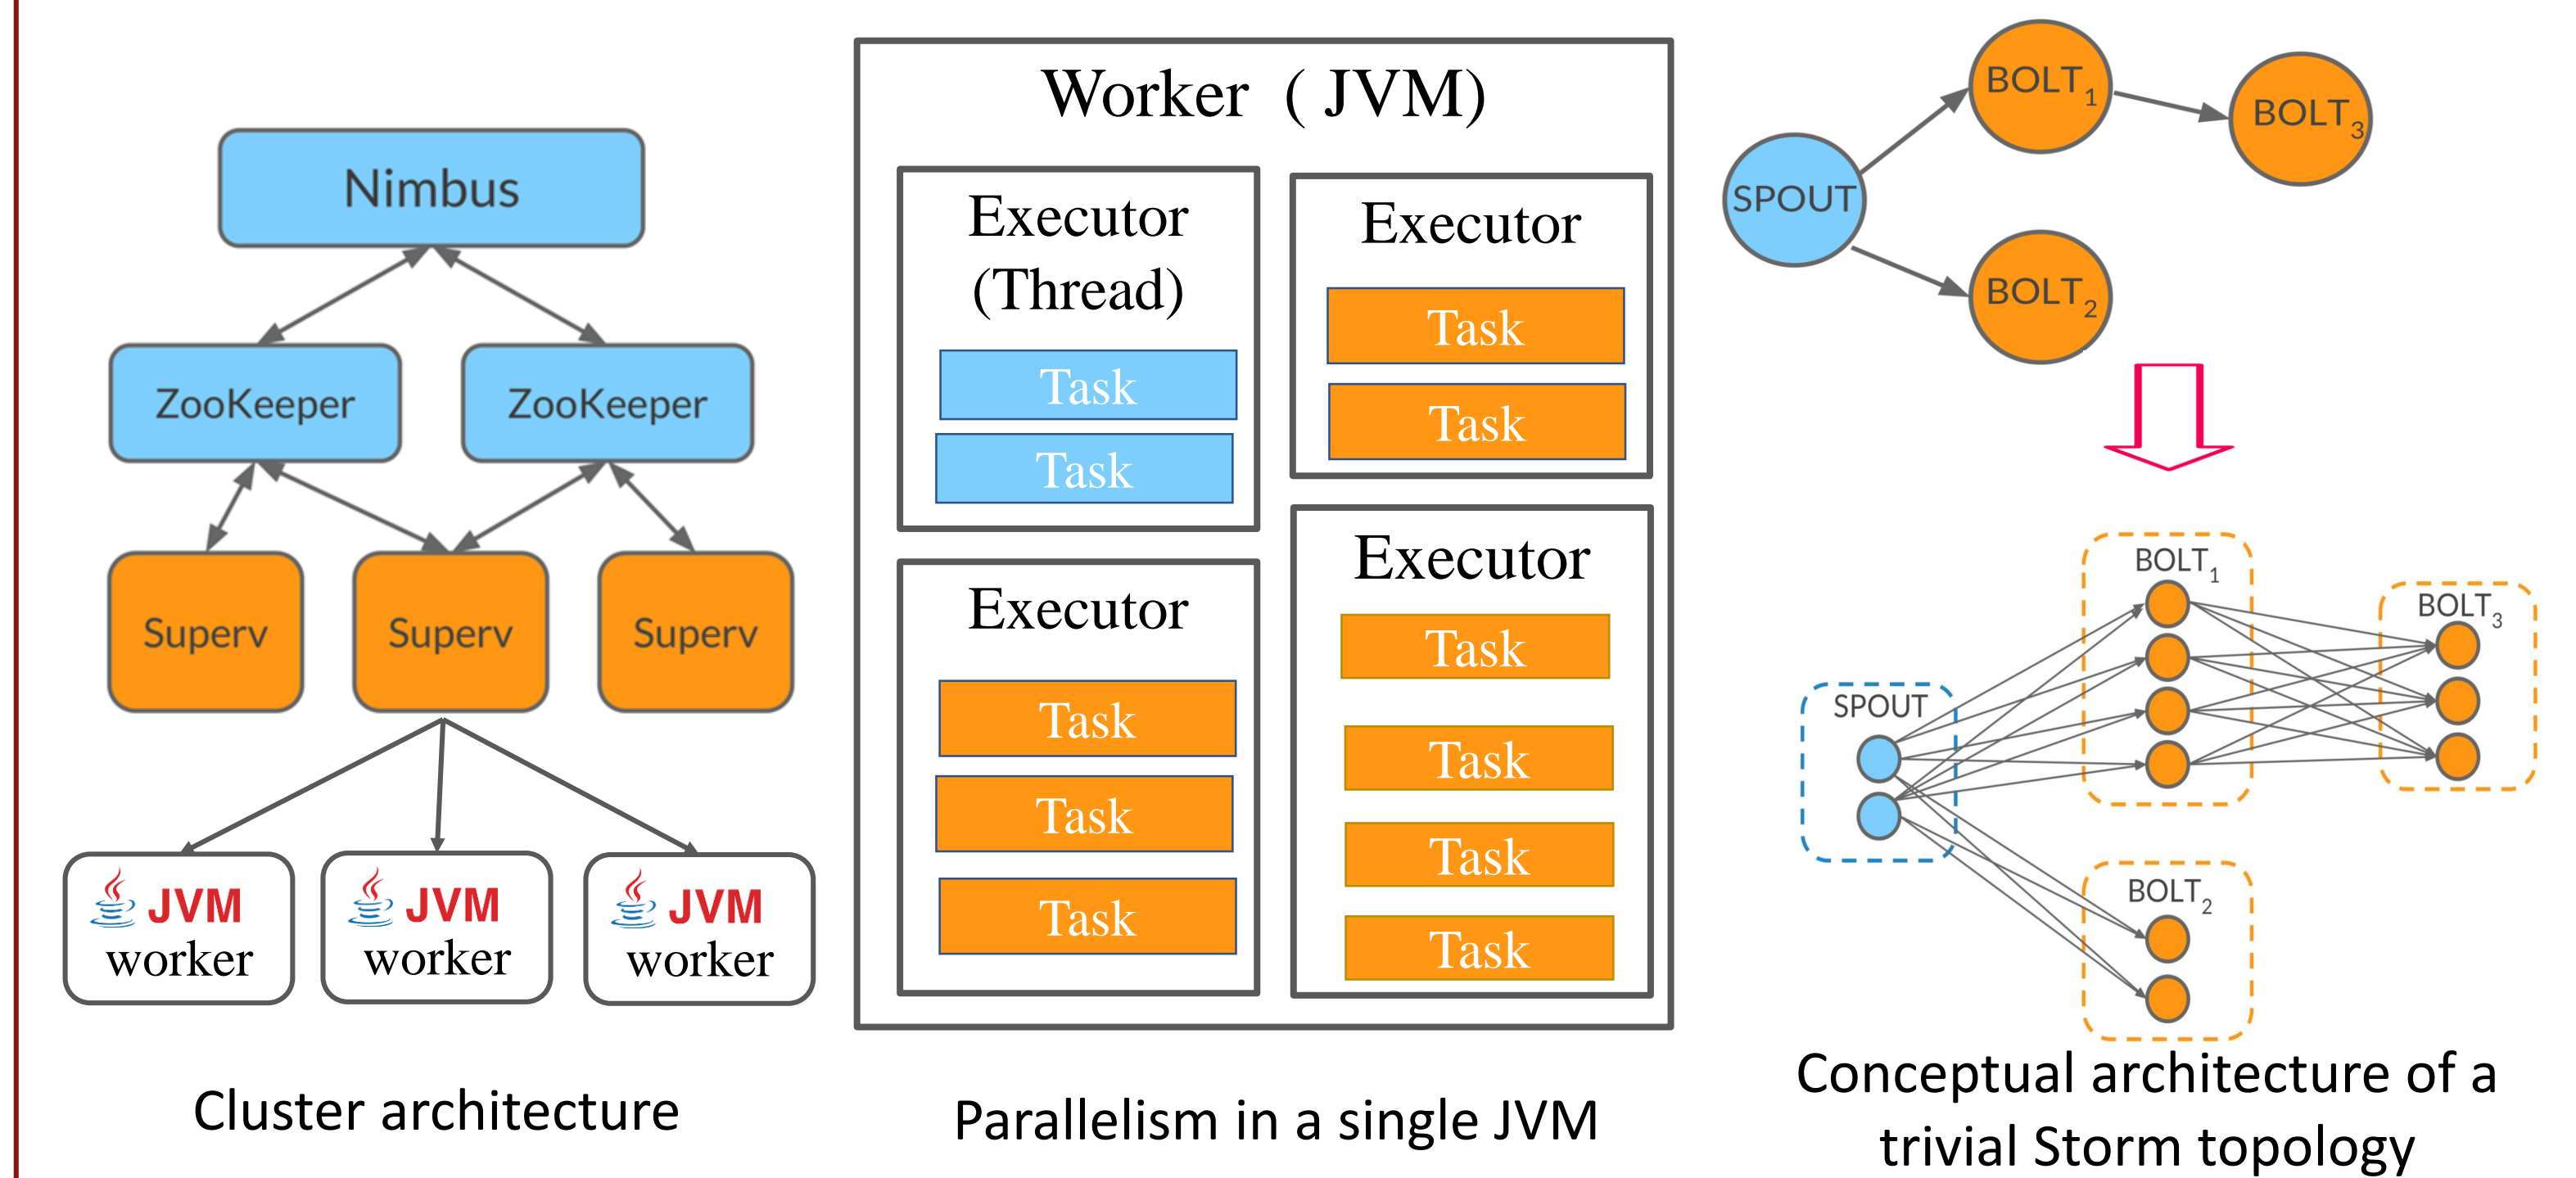 Nimbus
ZooKeeper
ZooKeeper
Superv
Superv
Superv
JVM
worker
JVM
worker
JVM
worker
Cluster architecture
Worker ( JVM)
Executor
(Thread)
Task
Task
Executor
Task
Task
Executor
Task
Task
Task
Executor
Task
Task
Task
Task
Parallelism in a single JVM
SPOUT
BOLT1
BOLT3
BOLT2
SPOUT
BOLT1
BOLT3
BOLT2
Conceptual architecture of a
trivial Storm topology